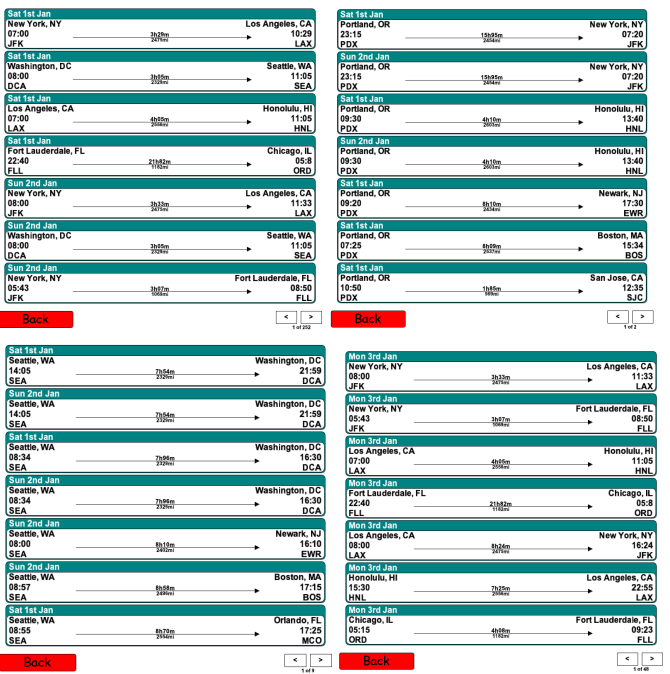 Sat 1st Jan
New York, NY Los Angeles, CA
07:00 3h29m 10:29
JFK 2475mi LAX
Sat 1st Jan
Washington, DC Seattle, WA
08:00 3h05m 11:05
DCA 2329mi SEA
Sat 1st Jan
Los Angeles, CA Honolulu, HI
07:00 4h05m 11:05
LAX 2556mi HNL
Sat 1st Jan
Fort Lauderdale, FL Chicago, IL
22:40 21h82m 05:8
FLL 1182mi ORD
Sun 2nd Jan
New York, NY Los Angeles, CA
08:00 3h33m 11:33
JFK 2475mi LAX
Sun 2nd Jan
Washington, DC Seattle, WA
08:00 3h05m 11:05
DCA 2329mi SEA
Sun 2nd Jan
New York, NY Fort Lauderdale, FL
05:43 3h07m 08:50
JFK 1069mi FLL
Back < >
1 of 252
Sat 1st Jan
Portland, OR New York, NY
23:15 15h95m 07:20
PDX 2454mi JFK
Sun 2nd Jan
Portland, OR New York, NY
23:15 15h95m 07:20
PDX 2454mi JFK
Sat 1st Jan
Portland, OR Honolulu, HI
09:30 4h10m 13:40
PDX 2603mi HNL
Sun 2nd Jan
Portland, OR Honolulu, HI
09:30 4h10m 13:40
PDX 2603mi HNL
Sat 1st Jan
Portland, OR Newark, NJ
09:20 8h10m 17:30
PDX 2434mi EWR
Sat 1st Jan
Portland, OR Boston, MA
07:25 8h09m 15:34
PDX 2537mi BOS
Sat 1st Jan
Portland, OR San Jose, CA
10:50 1h85m 12:35
PDX 569mi SJC
Back < >
1 of 2
Sat 1st Jan
Seattle, WA Washington, DC
14:05 7h54m 21:59
SEA 2329mi DCA
Sun 2nd Jan
Seattle, WA Washington, DC
14:05 7h54m 21:59
SEA 2329mi DCA
Sat 1st Jan
Seattle, WA Washington, DC
08:34 7h96m 16:30
SEA 2329mi DCA
Sun 2nd Jan
Seattle, WA Washington, DC
08:34 7h96m 16:30
SEA 2329mi DCA
Sun 2nd Jan
Seattle, WA Newark, NJ
08:00 8h10m 16:10
SEA 2402mi EWR
Sun 2nd Jan
Seattle, WA Boston, MA
08:57 8h58m 17:15
SEA 2496mi BOS
Sat 1st Jan
Seattle, WA Orlando, FL
08:55 8h70m 17:25
SEA 2554mi MCO
Back < >
1 of 9
Mon 3rd Jan
New York, NY Los Angeles, CA
08:00 3h33m 11:33
JFK 2475mi LAX
Mon 3rd Jan
New York, NY Fort Lauderdale, FL
05:43 3h07m 08:50
JFK 1069mi FLL
Mon 3rd Jan
Los Angeles, CA Honolulu, HI
07:00 4h05m 11:05
LAX 2556mi HNL
Mon 3rd Jan
Fort Lauderdale, FL Chicago, IL
22:40 21h82m 05:8
FLL 1182mi ORD
Mon 3rd Jan
Los Angeles, CA New York, NY
08:00 8h24m 16:24
LAX 2475mi JFK
Mon 3rd Jan
Honolulu, HI Los Angeles, CA
15:30 7h25m 22:55
HNL 2556mi LAX
Mon 3rd Jan
Chicago, IL Fort Lauderdale, FL
05:15 4h08m 09:23
ORD 1182mi FLL
Back < >
1 of 48